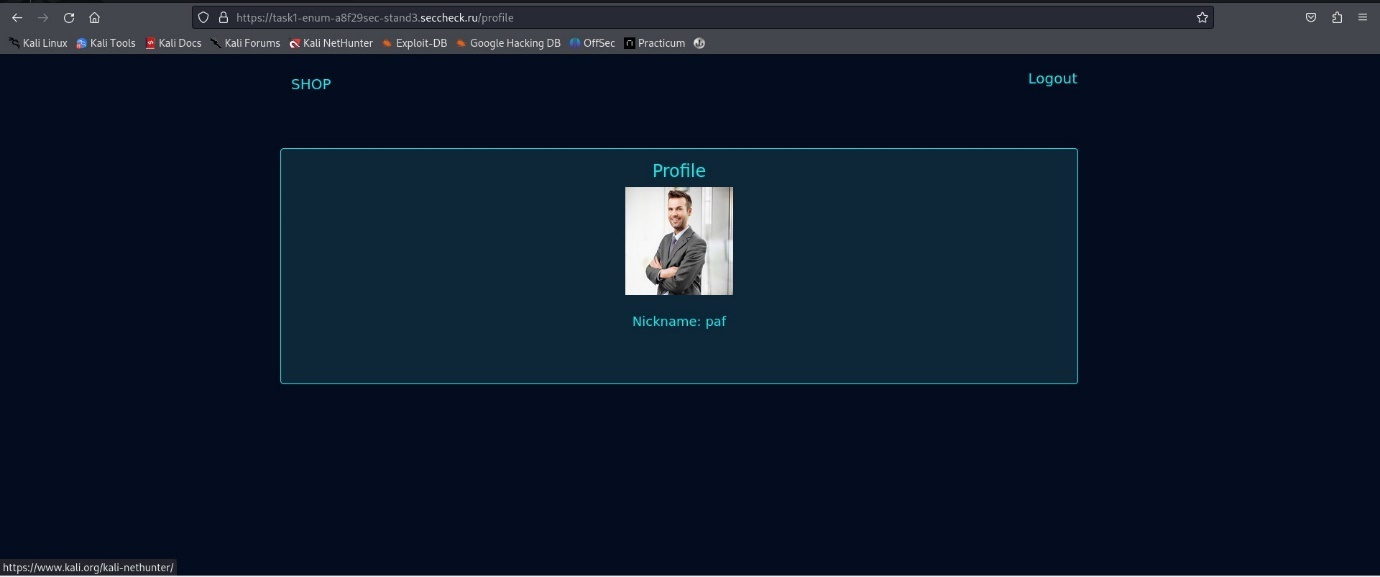 https://task1-enum-a8f29sec-stand3.seccheck.ru/profile
Kali Linux Kali Tools Kali Docs Kali Forums Kali NetHunter Exploit-DB Google Hacking DB OffSec Practicum
SHOP
Logout
Profile
Nickname: paf
https://www.kali.org/kali-nethunter/